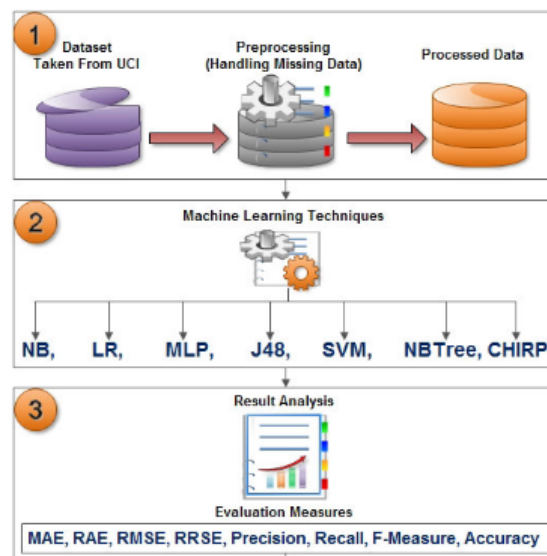 1
Dataset
Taken From UCI
Preprocessing
(Handling Missing Data)
Processed Data
2
Machine Learning Techniques
NB, LR, MLP, J48, SVM, NBTree, CHIRP
3
Result Analysis
Evaluation Measures
MAE, RAE, RMSE, RRSE, Precision, Recall, F-Measure, Accuracy